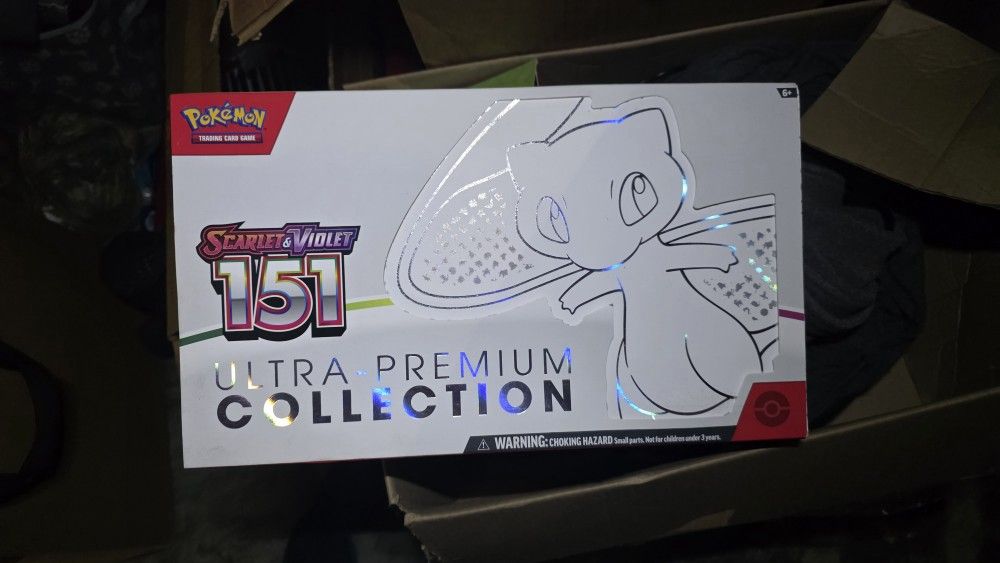 6+
POKéMON
TRADING CARD GAME
SCARLET & VIOLET
151
ULTRA-PREMIUM
COLLECTION
WARNING: CHOKING HAZARD Small parts. Not for children under 3 years.